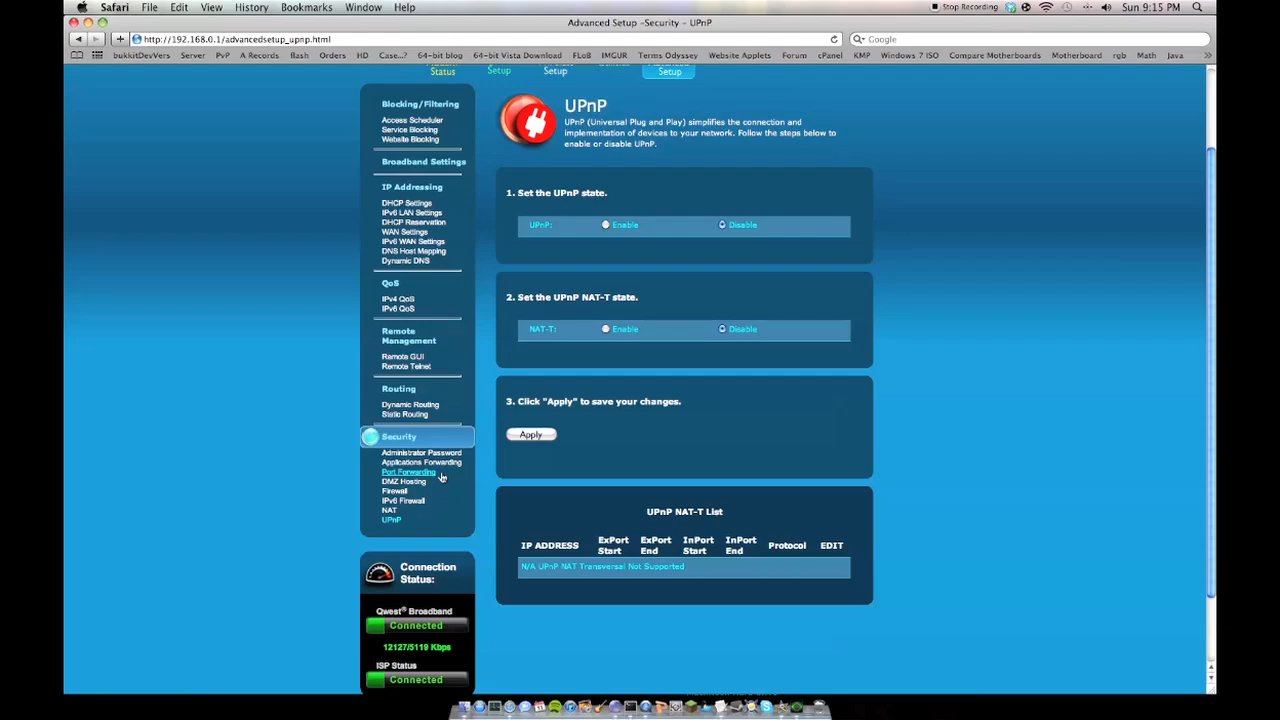 Safari File Edit View History Bookmarks Window Help Stop Recording Sun 9:15 PM
Advanced Setup -Security - UPnP
http://192.168.0.1/advancedsetup_upnp.html Google
bukkitDevVers Server PvP A Records Bash Orders HD Case...? 64-bit blog 64-bit Vista Download FLoB IMGUR Terms Odyssey Website Applets Forum cPanel KMP Windows 7 ISO Compare Motherboards Motherboard rgb Math Java
Status Setup Setup Setup
Blocking/Filtering
Access Scheduler
Service Blocking
Website Blocking
Broadband Settings
IP Addressing
DHCP Settings
IPv6 LAN Settings
DHCP Reservation
WAN Settings
IPv6 WAN Settings
DNS Host Mapping
Dynamic DNS
QoS
IPv4 QoS
IPv6 QoS
Remote
Management
Remote GUI
Remote Telnet
Routing
Dynamic Routing
Static Routing
Security
Administrator Password
Applications Forwarding
Port Forwarding
DMZ Hosting
Firewall
IPv6 Firewall
NAT
UPnP
Connection
Status:
Qwest® Broadband
Connected
12127/5119 Kbps
ISP Status
Connected
UPnP
UPnP (Universal Plug and Play) simplifies the connection and
implementation of devices to your network. Follow the steps below to
enable or disable UPnP.
1. Set the UPnP state.
UPnP: Enable Disable
2. Set the UPnP NAT-T state.
NAT-T: Enable Disable
3. Click "Apply" to save your changes.
Apply
UPnP NAT-T List
IP ADDRESS ExPort Start ExPort End InPort Start InPort End Protocol EDIT
N/A UPnP NAT Transversal Not Supported